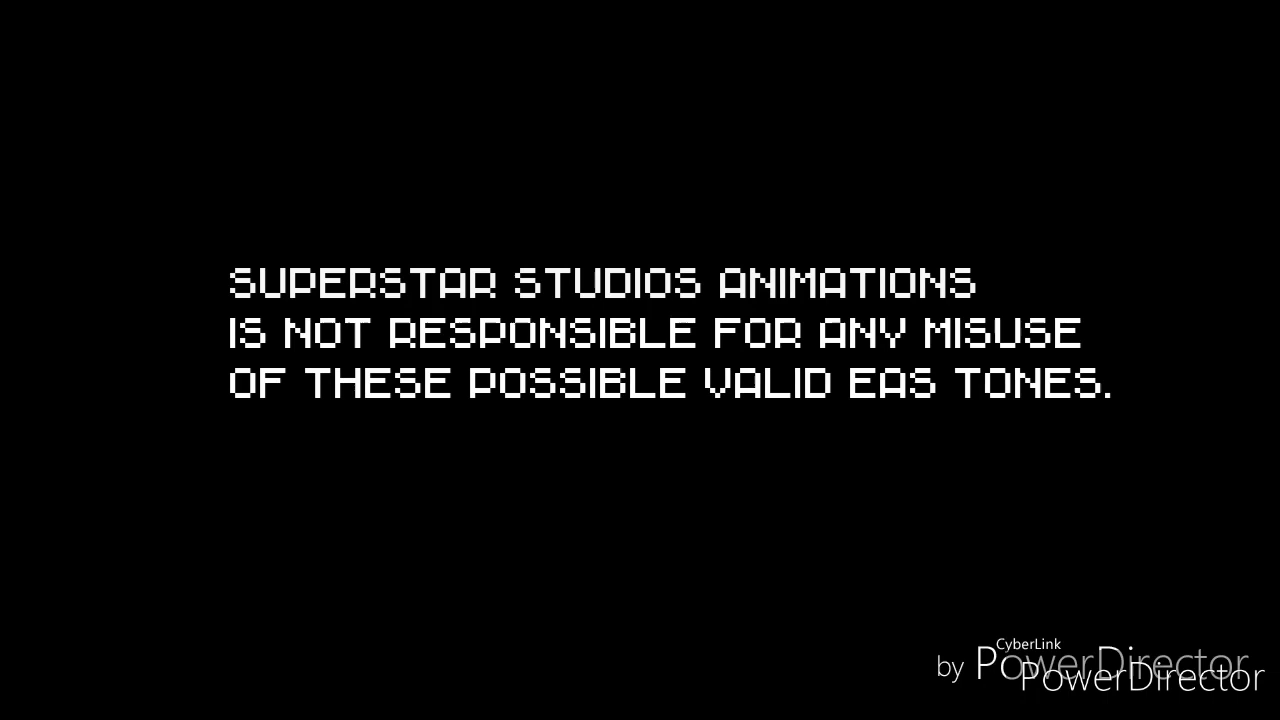 SUPERSTAR STUDIOS ANIMATIONS
IS NOT RESPONSIBLE FOR ANY MISUSE
OF THESE POSSIBLE VALID EAS TONES.
CyberLink
by PowerDirector
PowerDirector